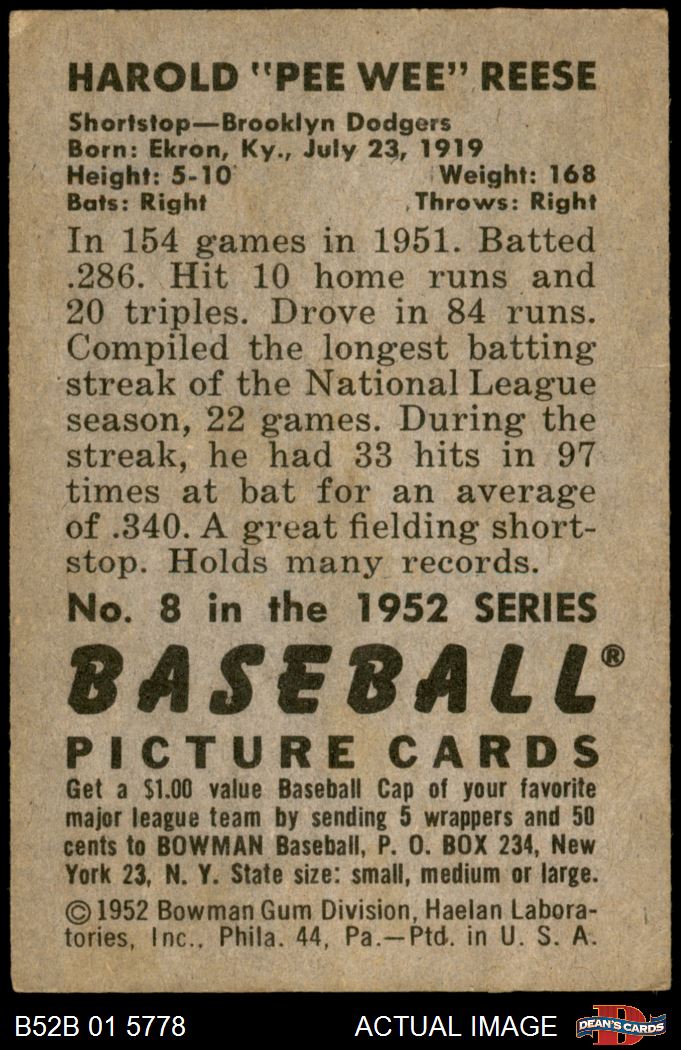 HAROLD "PEE WEE" REESE
Shortstop—Brooklyn Dodgers
Born: Ekron, Ky., July 23, 1919
Height: 5-10 Weight: 168
Bats: Right Throws: Right
In 154 games in 1951. Batted
.286. Hit 10 home runs and
20 triples. Drove in 84 runs.
Compiled the longest batting
streak of the National League
season, 22 games. During the
streak, he had 33 hits in 97
times at bat for an average
of .340. A great fielding short-
stop. Holds many records.
No. 8 in the 1952 SERIES
BASEBALL®
PICTURE CARDS
Get a $1.00 value Baseball Cap of your favorite
major league team by sending 5 wrappers and 50
cents to BOWMAN Baseball, P. O. BOX 234, New
York 23, N. Y. State size: small, medium or large.
©1952 Bowman Gum Division, Haelan Labora-
tories, Inc., Phila. 44, Pa.—Ptd. in U. S. A.
B52B 01 5778 ACTUAL IMAGE DEAN'S CARDS